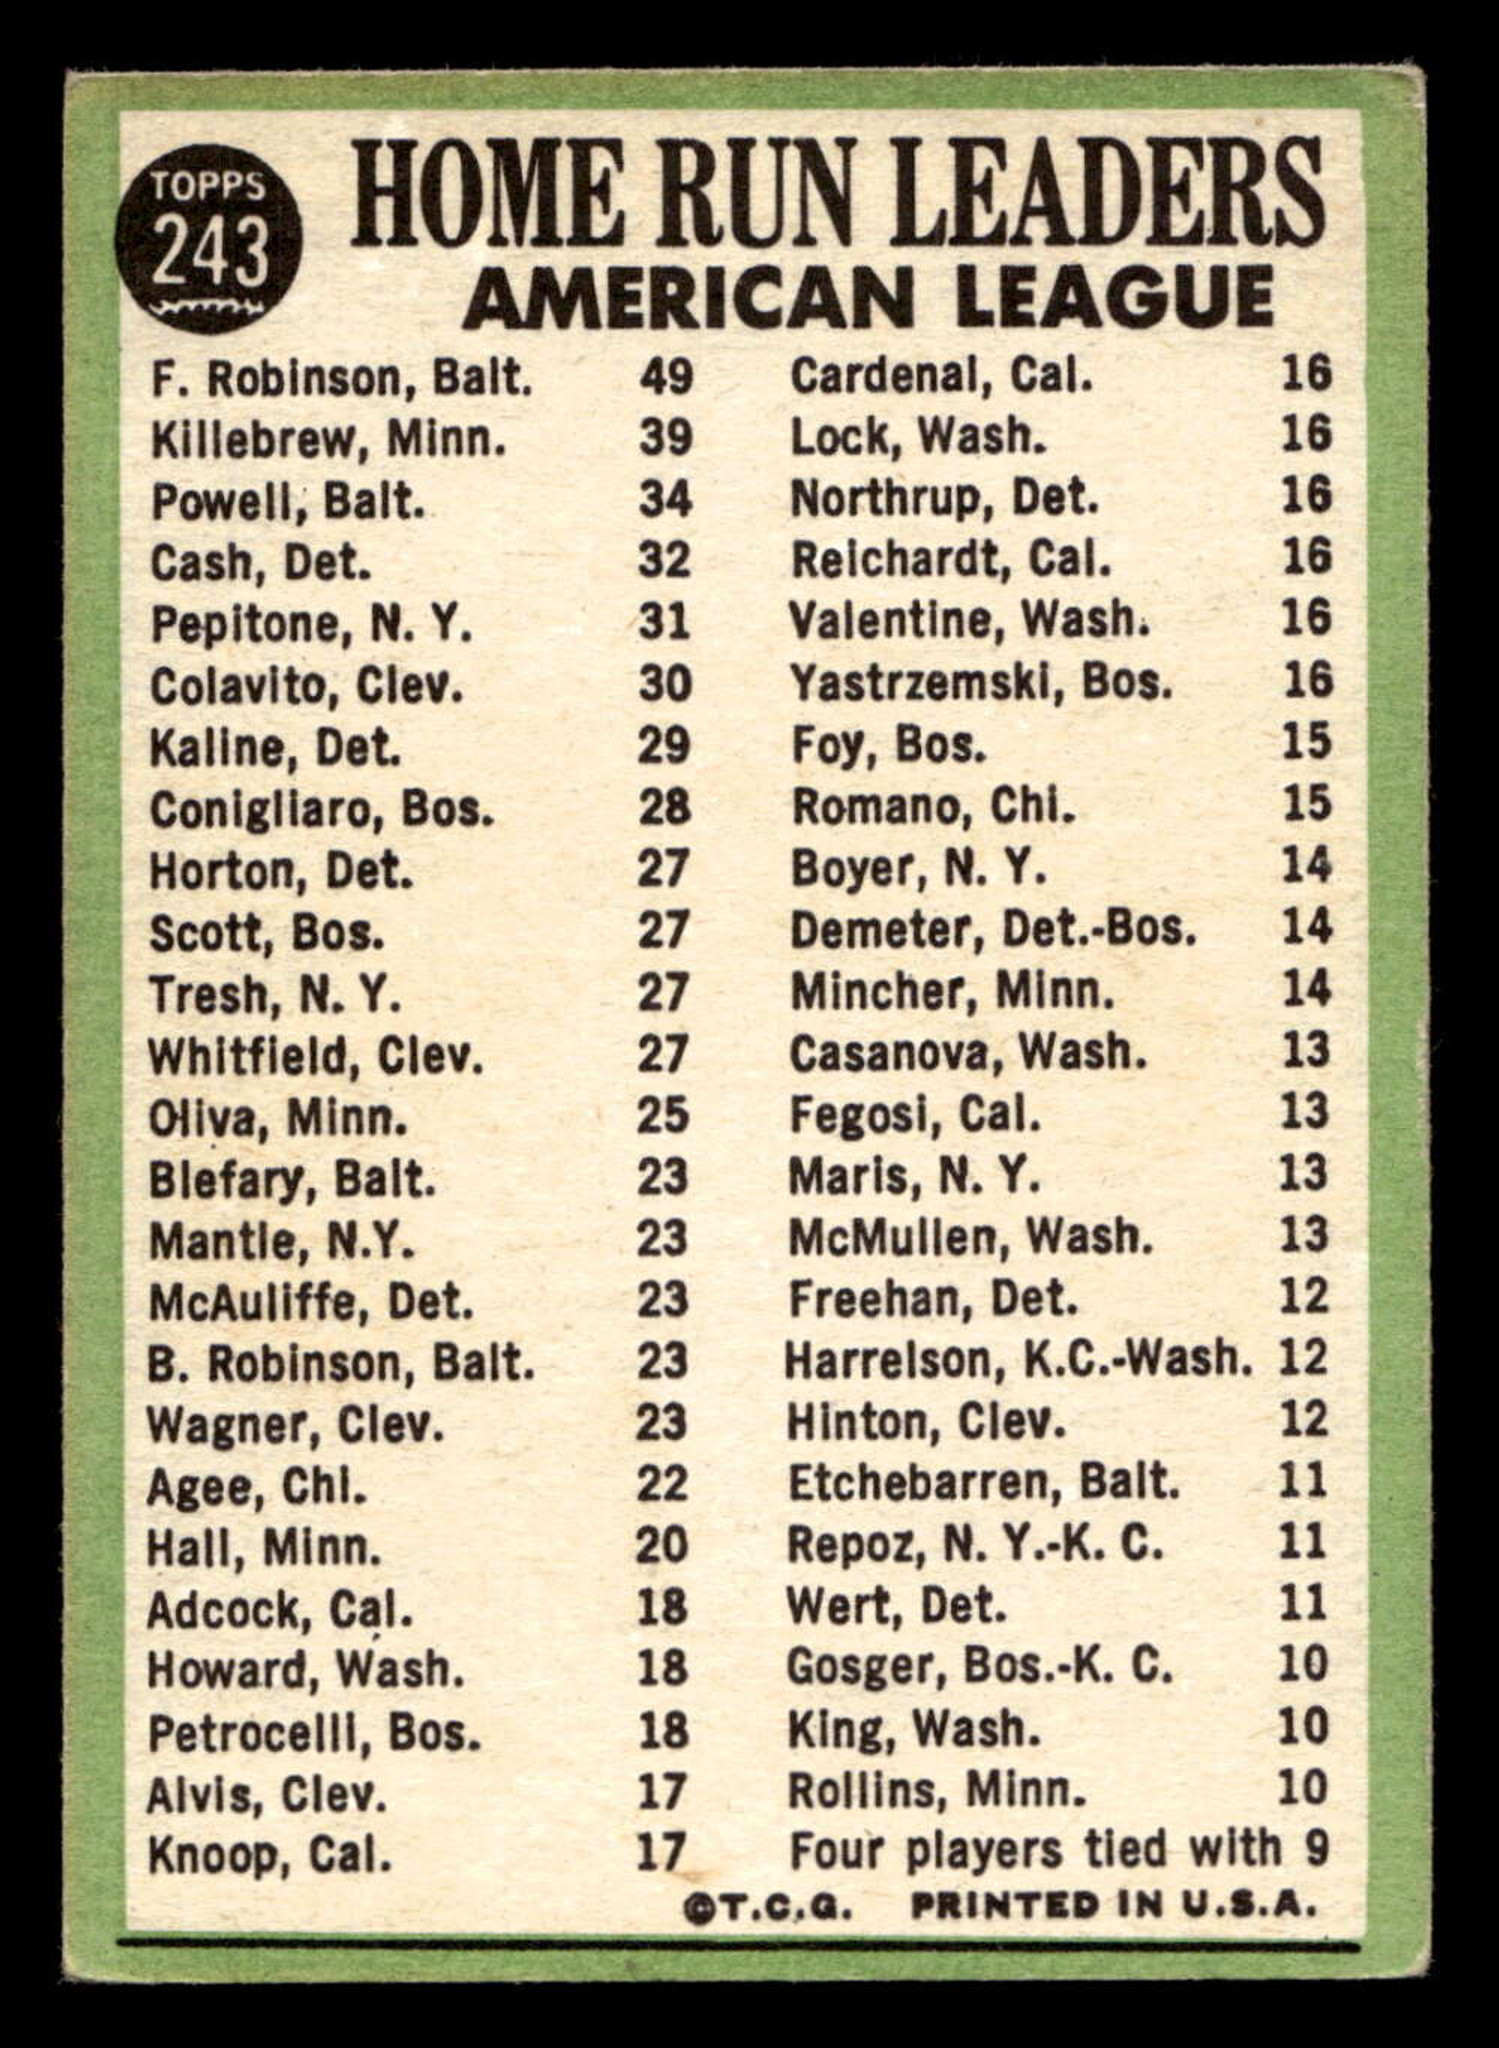 TOPPS
243
HOME RUN LEADERS
AMERICAN LEAGUE
F. Robinson, Balt. 49
Killebrew, Minn. 39
Powell, Balt. 34
Cash, Det. 32
Pepitone, N. Y. 31
Colavito, Clev. 30
Kaline, Det. 29
Conigliaro, Bos. 28
Horton, Det. 27
Scott, Bos. 27
Tresh, N. Y. 27
Whitfield, Clev. 27
Oliva, Minn. 25
Blefary, Balt. 23
Mantle, N.Y. 23
McAuliffe, Det. 23
B. Robinson, Balt. 23
Wagner, Clev. 23
Agee, Chi. 22
Hall, Minn. 20
Adcock, Cal. 18
Howard, Wash. 18
Petrocelli, Bos. 18
Alvis, Clev. 17
Knoop, Cal. 17
Cardenal, Cal. 16
Lock, Wash. 16
Northrup, Det. 16
Reichardt, Cal. 16
Valentine, Wash. 16
Yastrzemski, Bos. 16
Foy, Bos. 15
Romano, Chi. 15
Boyer, N. Y. 14
Demeter, Det.-Bos. 14
Mincher, Minn. 14
Casanova, Wash. 13
Fegosi, Cal. 13
Maris, N. Y. 13
McMullen, Wash. 13
Freehan, Det. 12
Harrelson, K.C.-Wash. 12
Hinton, Clev. 12
Etchebarren, Balt. 11
Repoz, N. Y.-K. C. 11
Wert, Det. 11
Gosger, Bos.-K. C. 10
King, Wash. 10
Rollins, Minn. 10
Four players tied with 9
©T.C.G. PRINTED IN U.S.A.